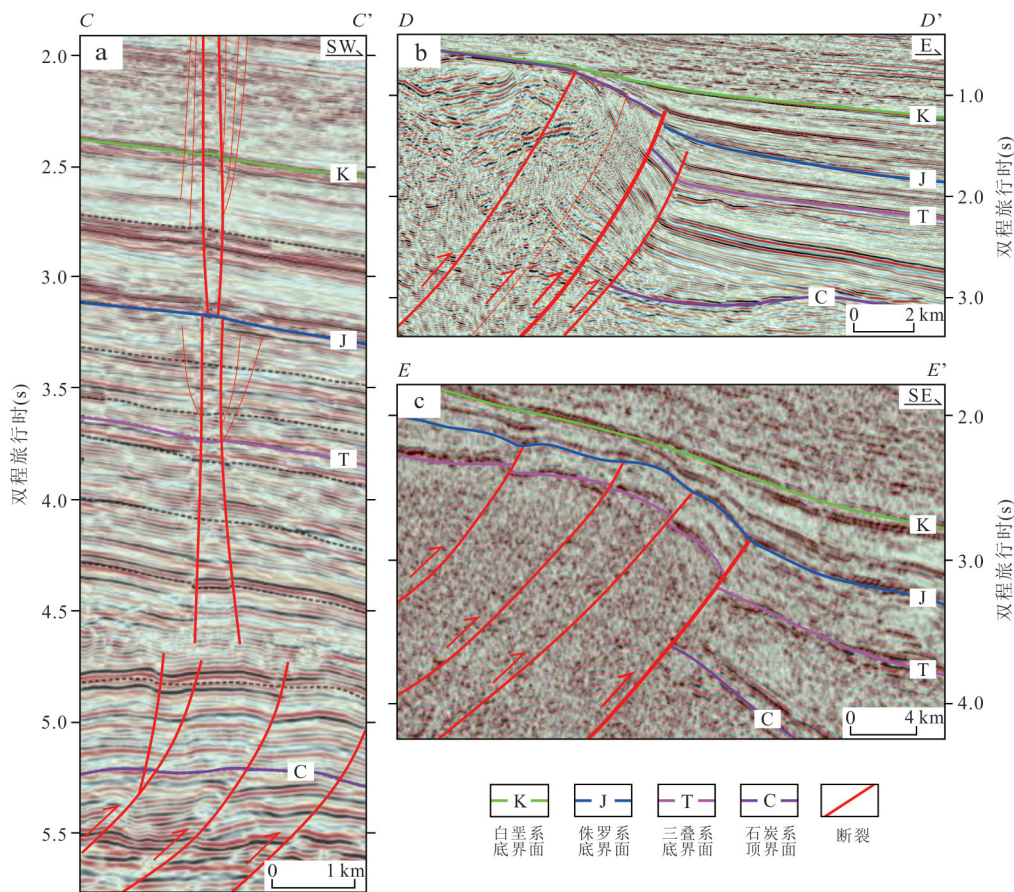 C C’
a
SW
2.0
2.5
3.0
3.5
4.0
4.5
5.0
5.5
双程旅行时(s)
K
J
T
C
0 1 km
D D’
b
E
1.0
2.0
3.0
双程旅行时(s)
K
J
T
C
0 2 km
E E’
c
SE
2.0
3.0
4.0
双程旅行时(s)
K
J
T
C
0 4 km
K J T C
白垩系 侏罗系 三叠系 石炭系 断裂
底界面 底界面 底界面 顶界面